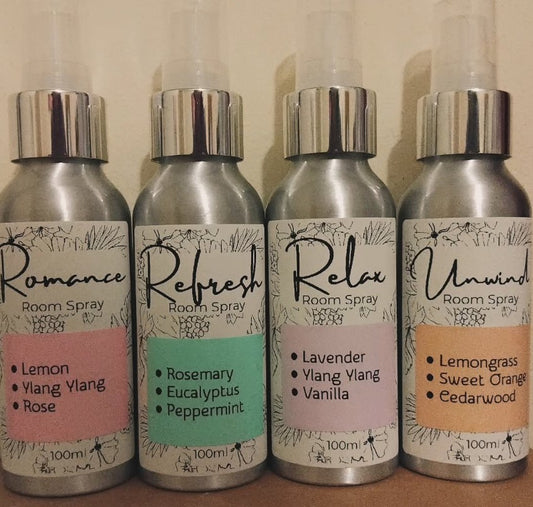 Romance
Room Spray
• Lemon
• Ylang Ylang
• Rose
100ml
Refresh
Room Spray
• Rosemary
• Eucalyptus
• Peppermint
100ml
Relax
Room Spray
• Lavender
• Ylang Ylang
• Vanilla
100ml
Unwind
Room Spray
• Lemongrass
• Sweet Orange
• Cedarwood
100ml